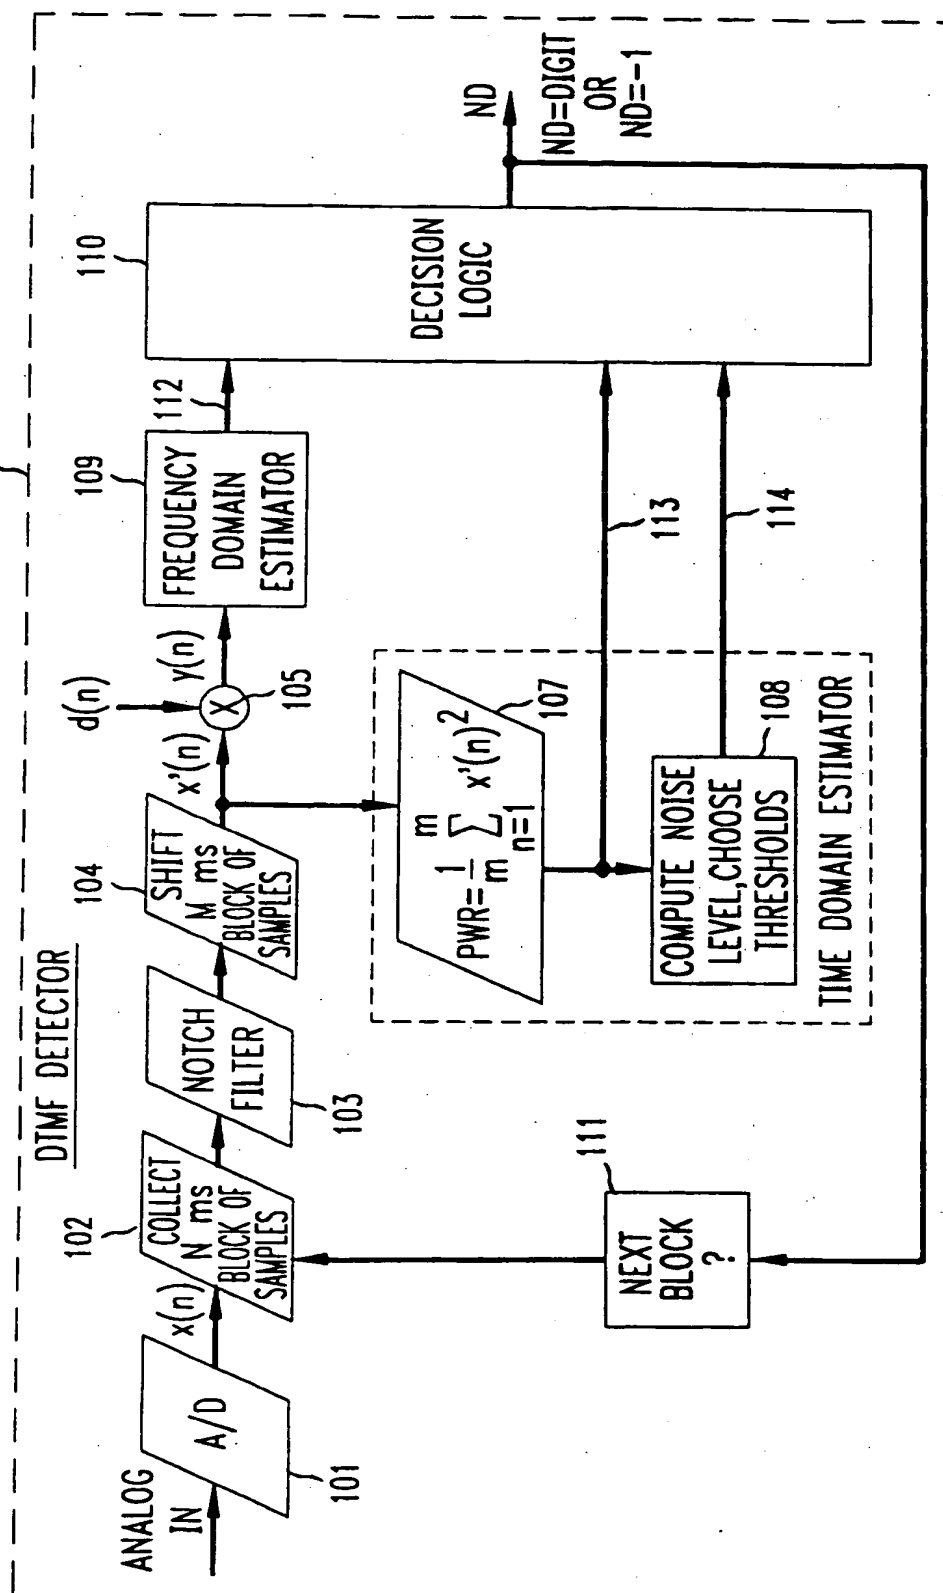 DTMF DETECTOR
ANALOG
IN
A/D
101
x(n)
COLLECT
N ms
BLOCK OF
SAMPLES
102
NOTCH
FILTER
103
SHIFT
M ms
BLOCK OF
SAMPLES
104
x'(n)
d(n)
X
105
y(n)
FREQUENCY
DOMAIN
ESTIMATOR
109
112
DECISION
LOGIC
110
ND
ND=DIGIT
OR
ND=-1
PWR= 1/m m Σ n=1 x'(n)2
107
113
COMPUTE NOISE
LEVEL,CHOOSE
THRESHOLDS
108
114
TIME DOMAIN ESTIMATOR
NEXT
BLOCK
?
111